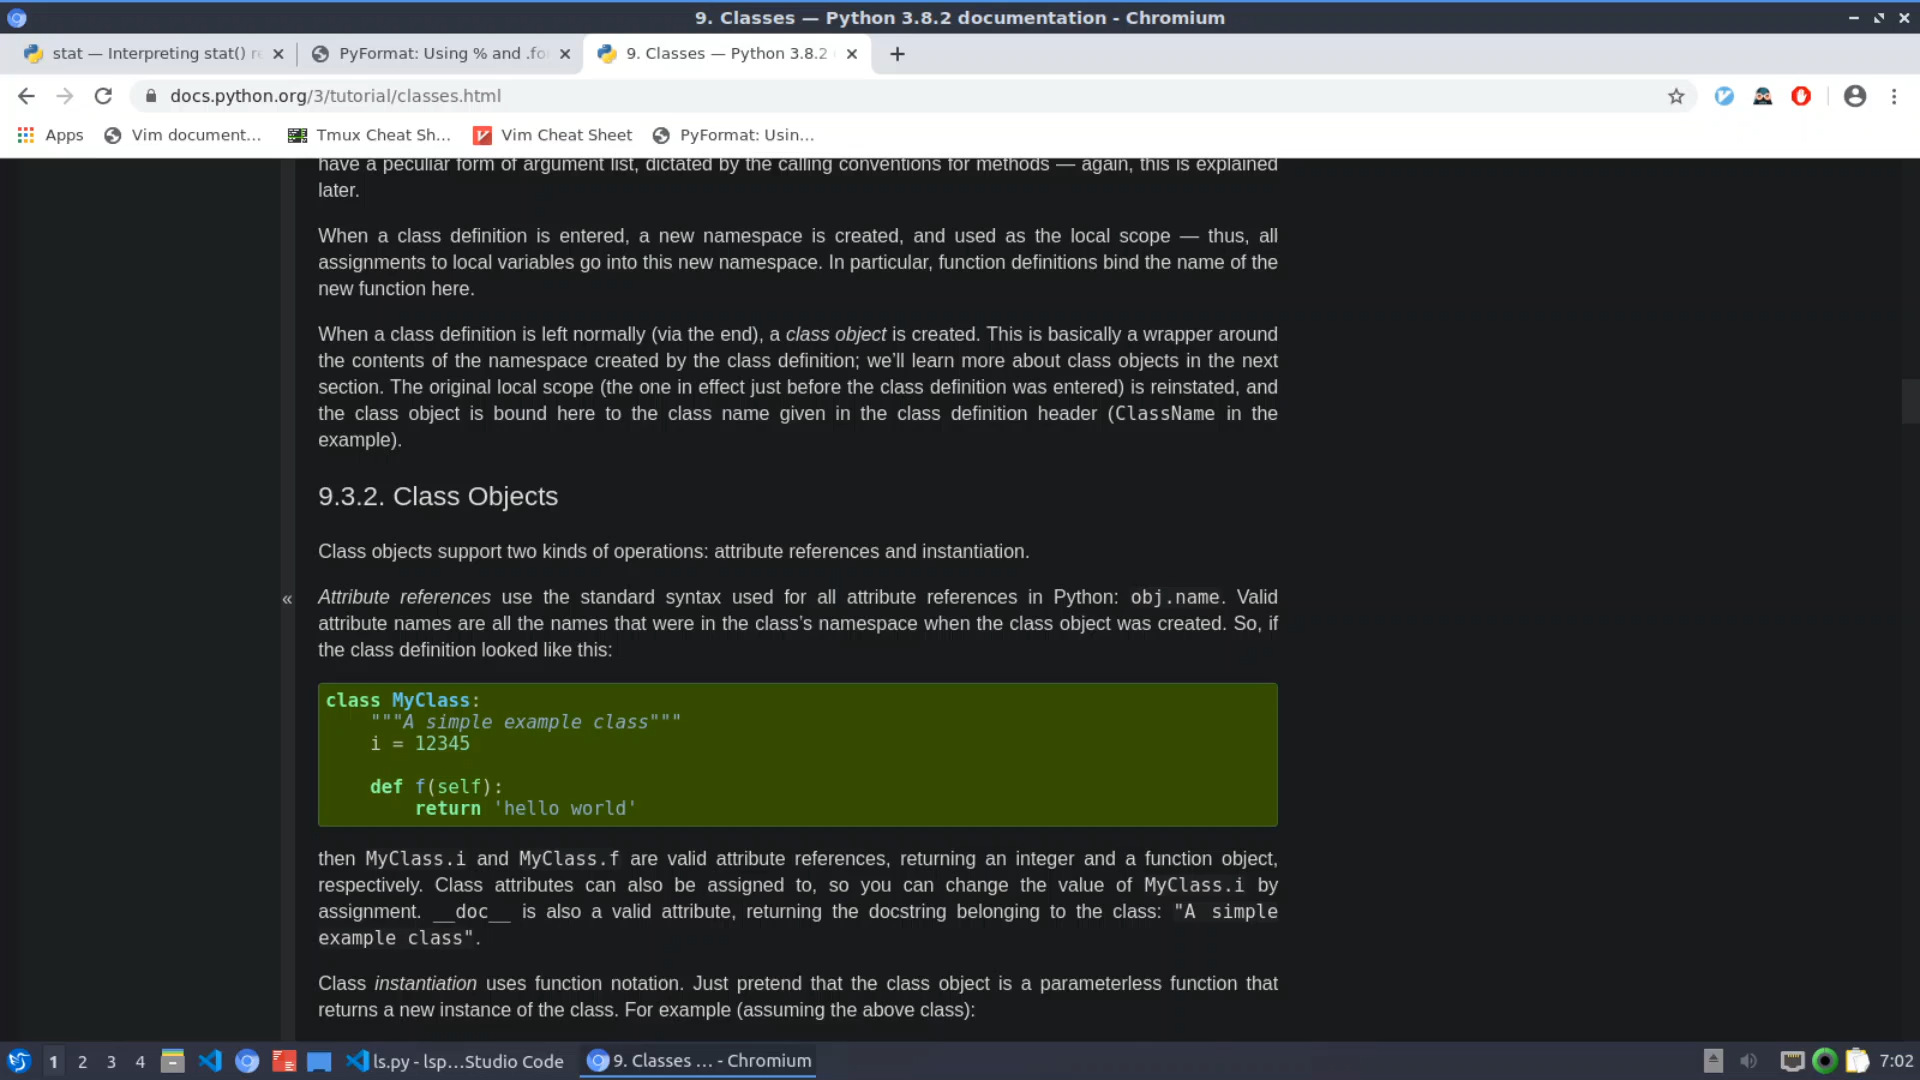 9. Classes — Python 3.8.2 documentation - Chromium
stat — Interpreting stat() re
PyFormat: Using % and .fo
9. Classes — Python 3.8.2
docs.python.org/3/tutorial/classes.html
Apps
Vim document...
Tmux Cheat Sh...
Vim Cheat Sheet
PyFormat: Usin...
have a peculiar form of argument list, dictated by the calling conventions for methods — again, this is explained
later.
When a class definition is entered, a new namespace is created, and used as the local scope — thus, all
assignments to local variables go into this new namespace. In particular, function definitions bind the name of the
new function here.
When a class definition is left normally (via the end), a class object is created. This is basically a wrapper around
the contents of the namespace created by the class definition; we’ll learn more about class objects in the next
section. The original local scope (the one in effect just before the class definition was entered) is reinstated, and
the class object is bound here to the class name given in the class definition header (ClassName in the
example).
9.3.2. Class Objects
Class objects support two kinds of operations: attribute references and instantiation.
«
Attribute references use the standard syntax used for all attribute references in Python: obj.name. Valid
attribute names are all the names that were in the class’s namespace when the class object was created. So, if
the class definition looked like this:
class MyClass:
    """A simple example class"""
    i = 12345
    def f(self):
        return 'hello world'
then MyClass.i and MyClass.f are valid attribute references, returning an integer and a function object,
respectively. Class attributes can also be assigned to, so you can change the value of MyClass.i by
assignment. __doc__ is also a valid attribute, returning the docstring belonging to the class: "A simple
example class".
Class instantiation uses function notation. Just pretend that the class object is a parameterless function that
returns a new instance of the class. For example (assuming the above class):
1 2 3 4
ls.py - lsp...Studio Code
9. Classes ... - Chromium
7:02